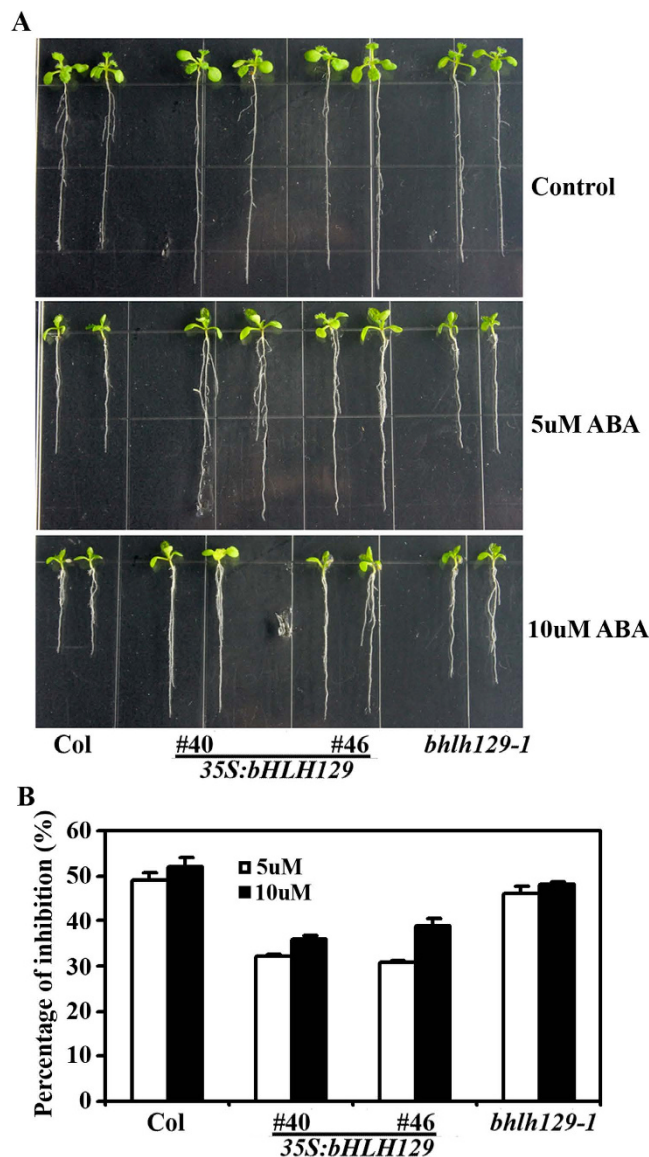 A
Control
5uM ABA
10uM ABA
Col #40 #46 bhlh129-1
35S:bHLH129
B
Percentage of inhibition (%)
60
50
40
30
20
10
0
5uM
10uM
Col #40 #46 bhlh129-1
35S:bHLH129